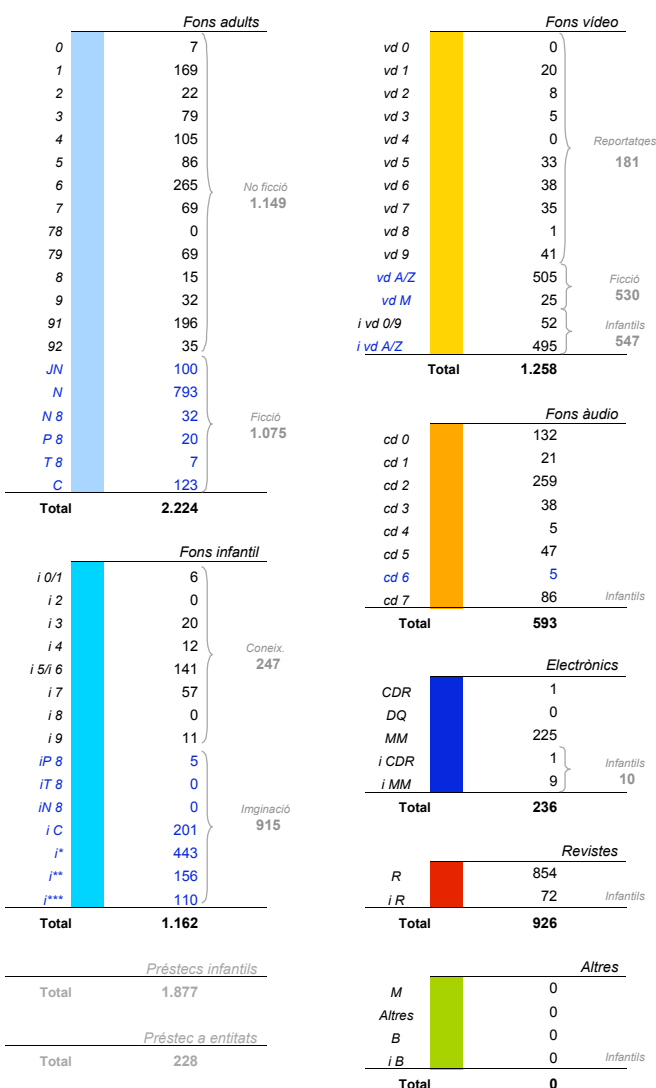 Fons adults
0 7
1 169
2 22
3 79
4 105
5 86
6 265
7 69
78 0
79 69
8 15
9 32
91 196
92 35
No ficció
1.149
JN 100
N 793
N 8 32
P 8 20
T 8 7
C 123
Ficció
1.075
Total 2.224
Fons infantil
i 0/1 6
i 2 0
i 3 20
i 4 12
i 5/i 6 141
i 7 57
i 8 0
i 9 11
Coneix.
247
iP 8 5
iT 8 0
iN 8 0
i C 201
i* 443
i** 156
i*** 110
Imginació
915
Total 1.162
Préstecs infantils
Total 1.877
Préstec a entitats
Total 228
Fons vídeo
vd 0 0
vd 1 20
vd 2 8
vd 3 5
vd 4 0
vd 5 33
vd 6 38
vd 7 35
vd 8 1
vd 9 41
Reportatges
181
vd A/Z 505
vd M 25
Ficció
530
i vd 0/9 52
i vd A/Z 495
Infantils
547
Total 1.258
Fons àudio
cd 0 132
cd 1 21
cd 2 259
cd 3 38
cd 4 5
cd 5 47
cd 6 5
cd 7 86 Infantils
Total 593
Electrònics
CDR 1
DQ 0
MM 225
i CDR 1
i MM 9
Infantils
10
Total 236
Revistes
R 854
i R 72 Infantils
Total 926
Altres
M 0
Altres 0
B 0
i B 0 Infantils
Total 0